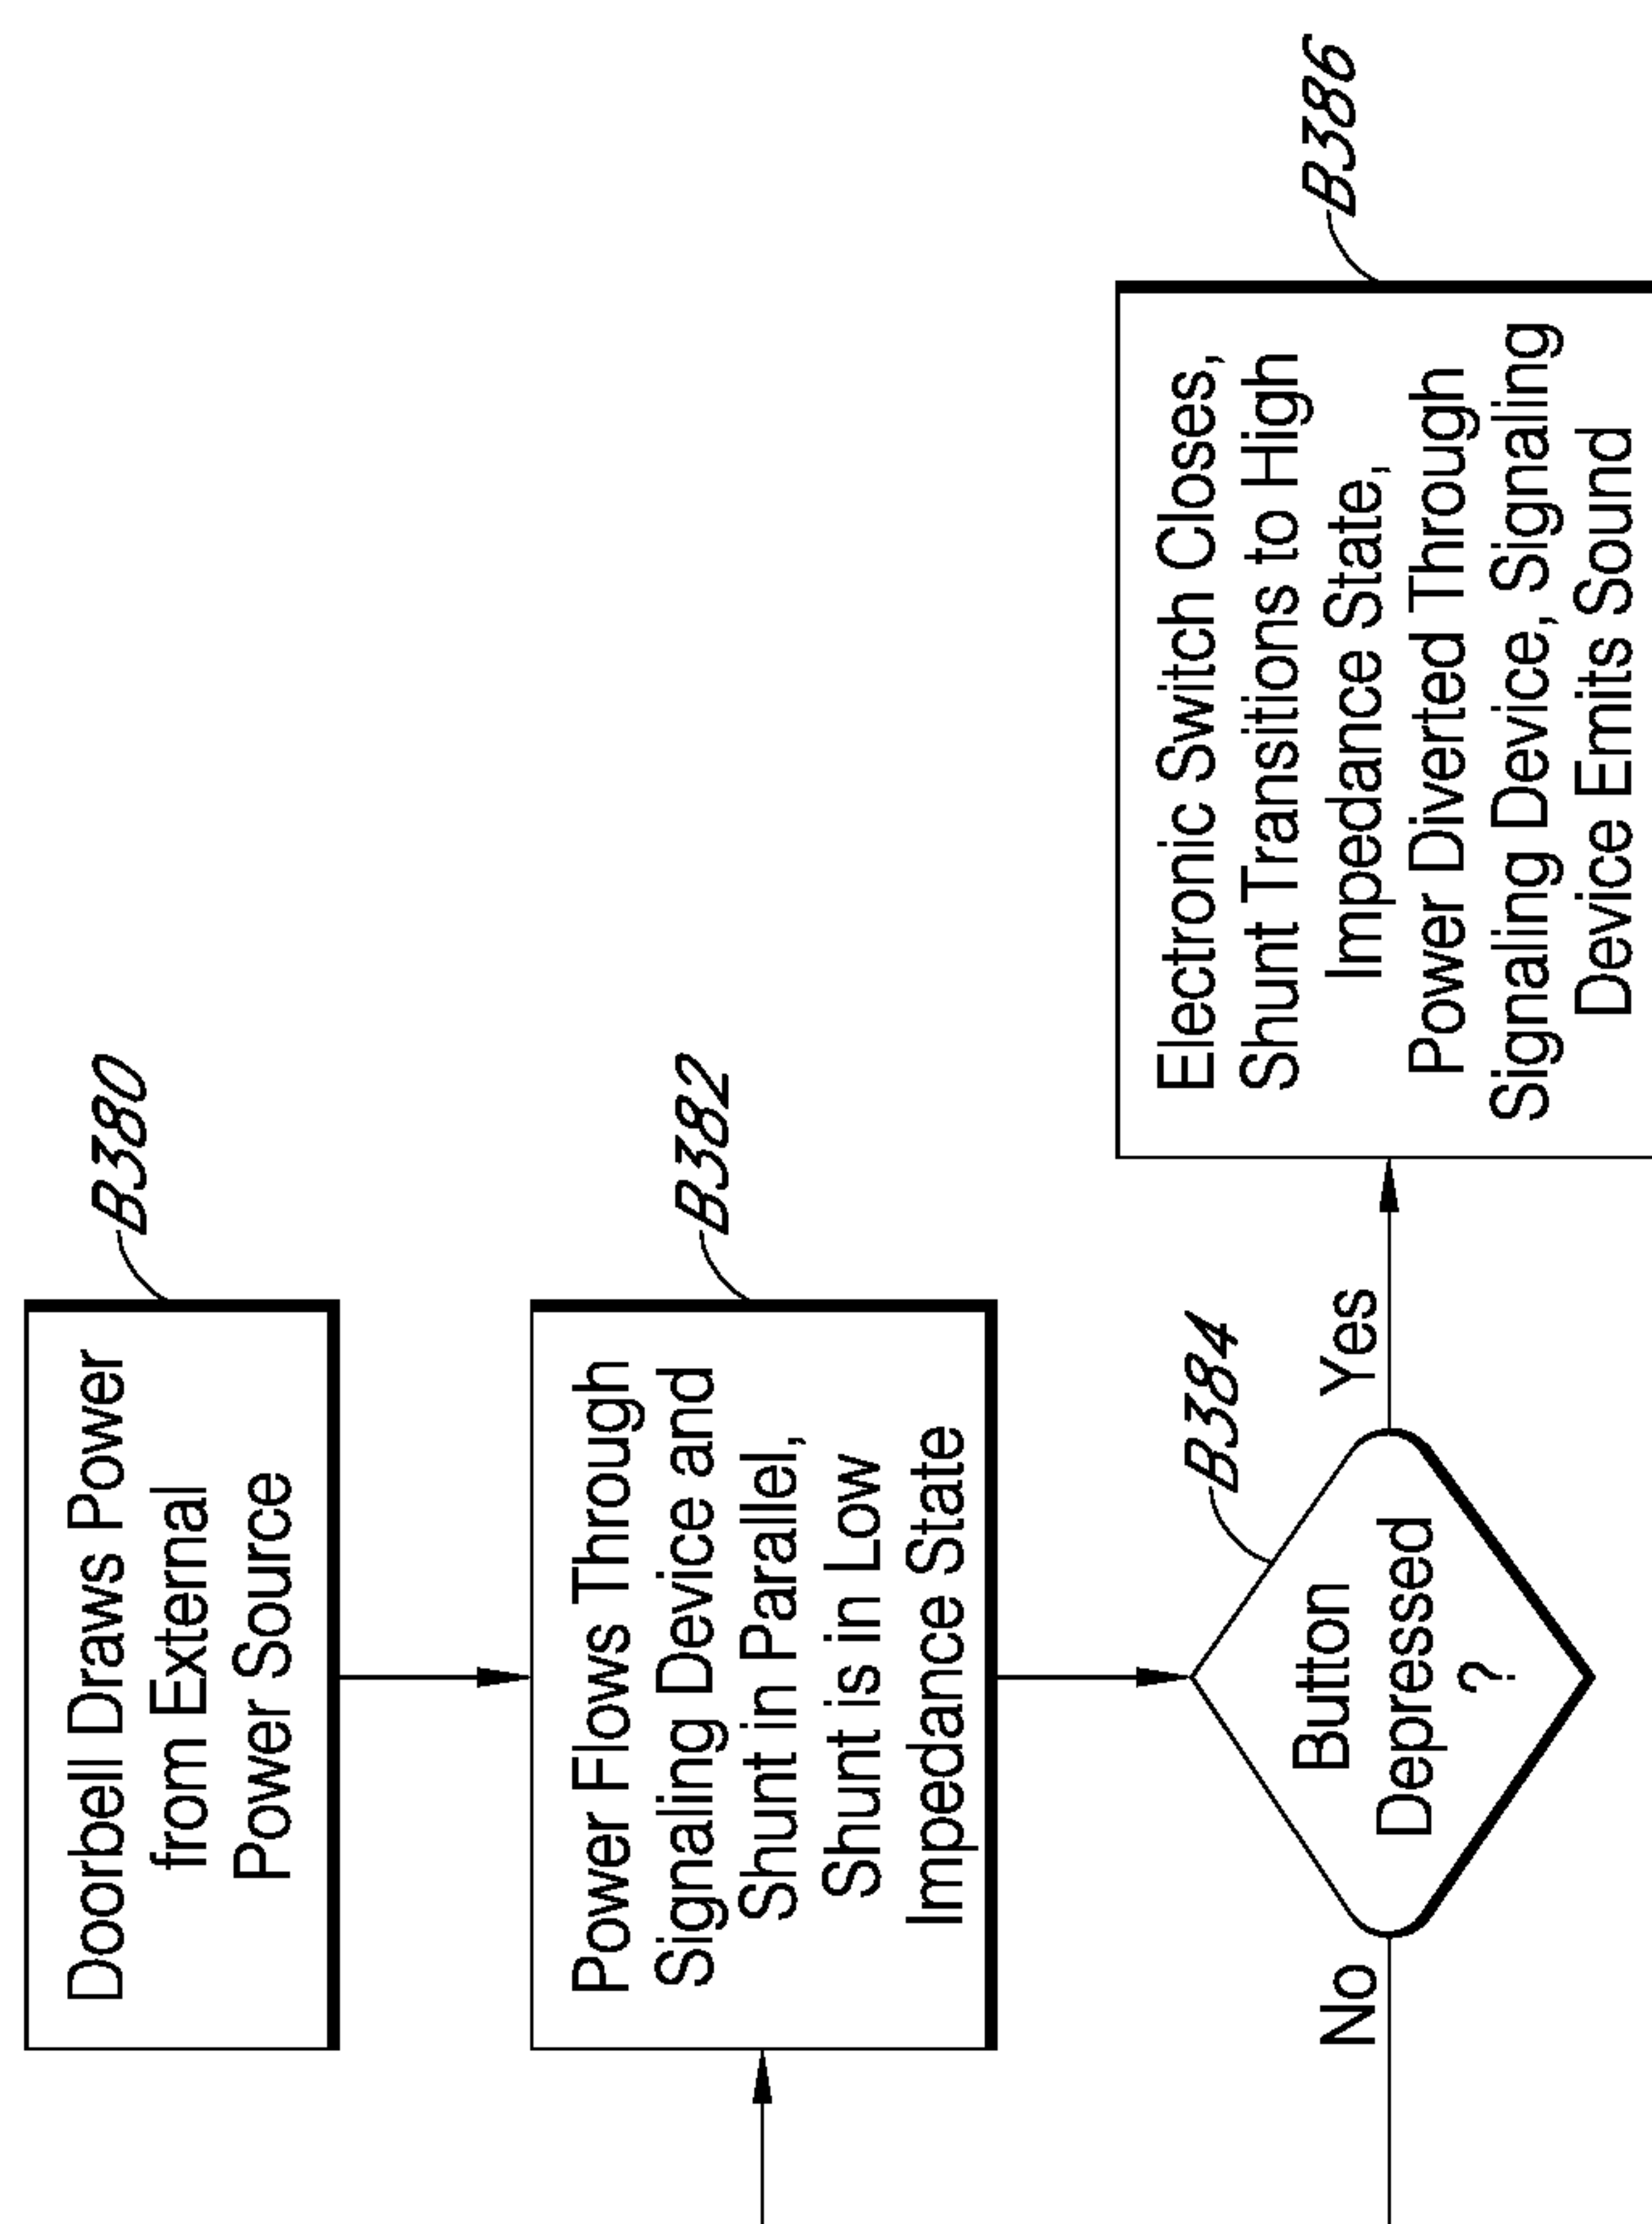 B380
Doorbell Draws Power
from External
Power Source
B382
Power Flows Through
Signaling Device and
Shunt in Parallel,
Shunt is in Low
Impedance State
B384
Button
Depressed
?
No
Yes
B386
Electronic Switch Closes,
Shunt Transitions to High
Impedance State,
Power Diverted Through
Signaling Device, Signaling
Device Emits Sound